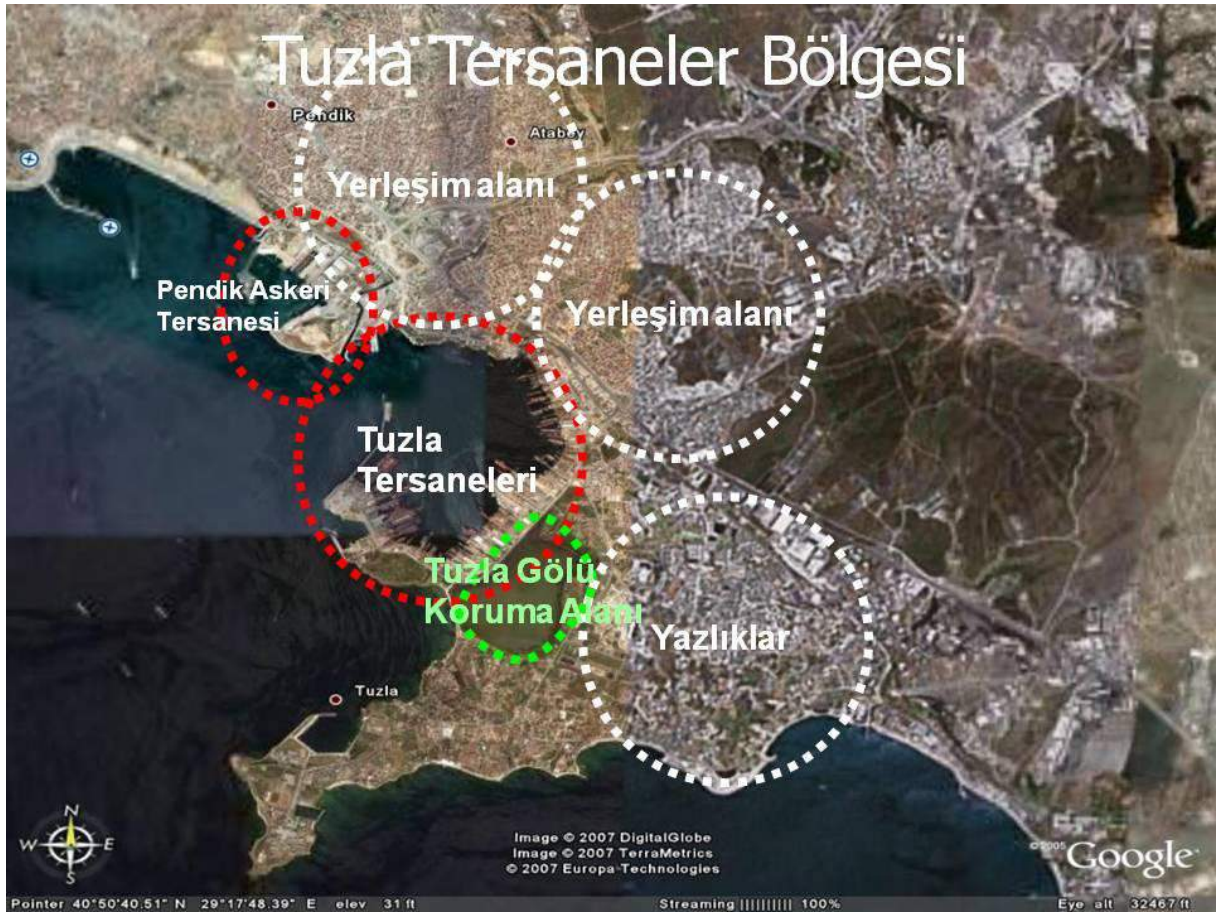 Tuzla Tersaneler Bölgesi
Pendik
Atabey
Yerleşim alanı
Pendik Askeri
Tersanesi
Yerleşim alanı
Tuzla
Tersaneleri
Tuzla Gölü
Koruma Alanı
Yazlıklar
Tuzla
N
W E
S
Image © 2007 DigitalGlobe
Image © 2007 TerraMetrics
© 2007 Europa Technologies
© 2005 Google
Pointer 40°50'40.51" N 29°17'48.39" E elev 31 ft Streaming |||||||||| 100% Eye alt 32467 ft